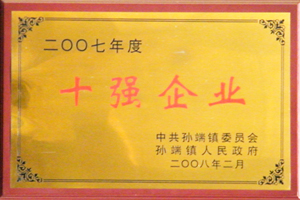 二〇〇七年度
十强企业
中共孙端镇委员会
孙端镇人民政府
二〇〇八年二月